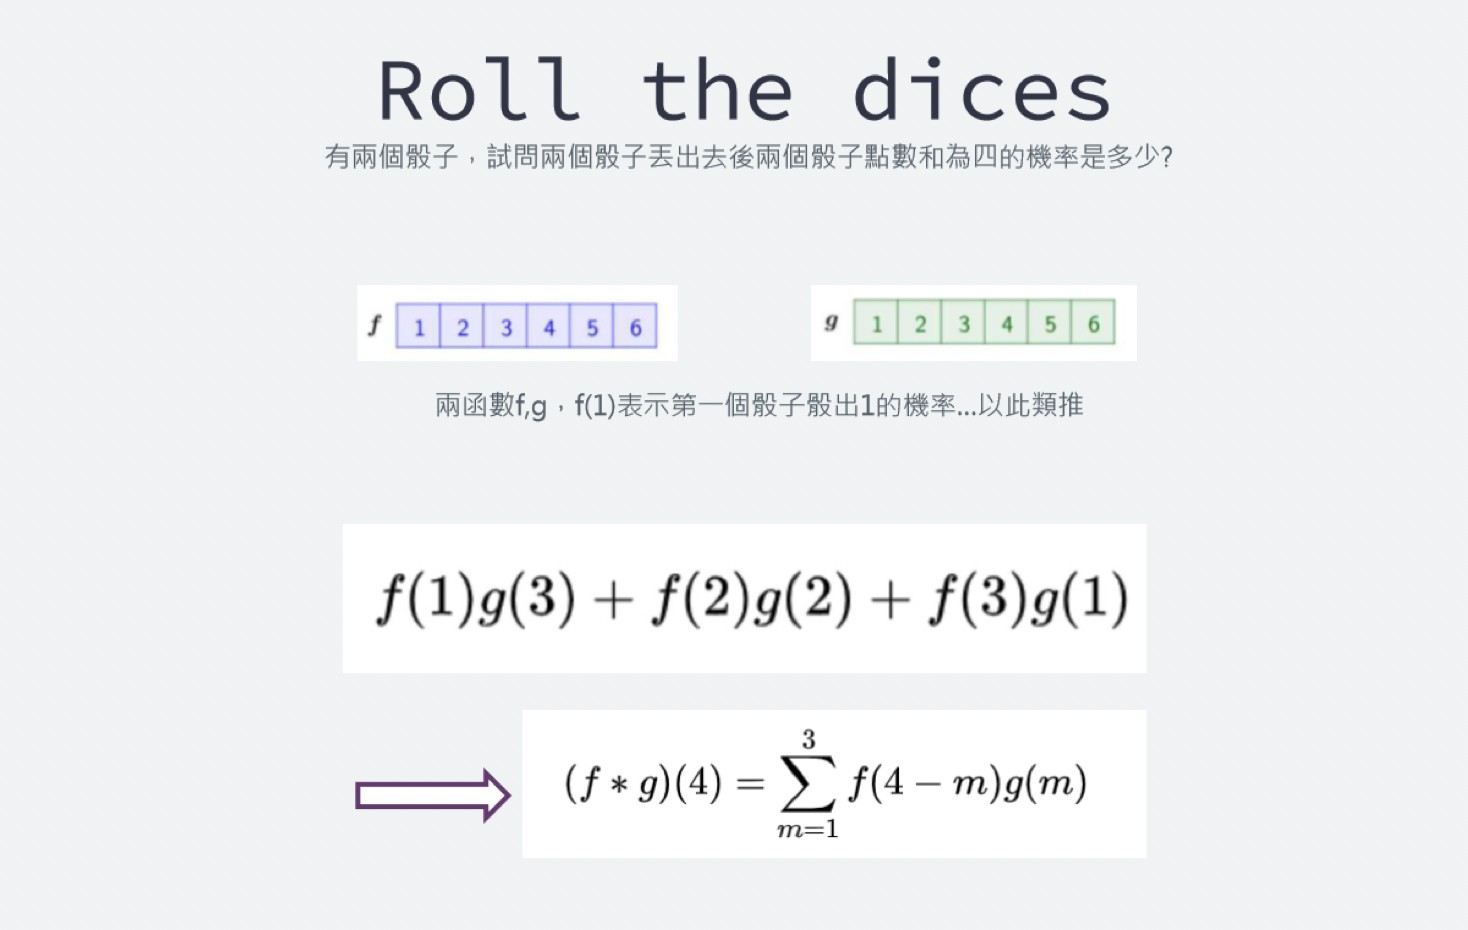 Roll the dices
有兩個骰子，試問兩個骰子丟出去後兩個骰子點數和為四的機率是多少?
f 1 2 3 4 5 6
g 1 2 3 4 5 6
兩函數f,g，f(1)表示第一個骰子骰出1的機率...以此類推
f(1)g(3) + f(2)g(2) + f(3)g(1)
(f ∗ g)(4) = ∑_{m=1}^{3} f(4 − m)g(m)